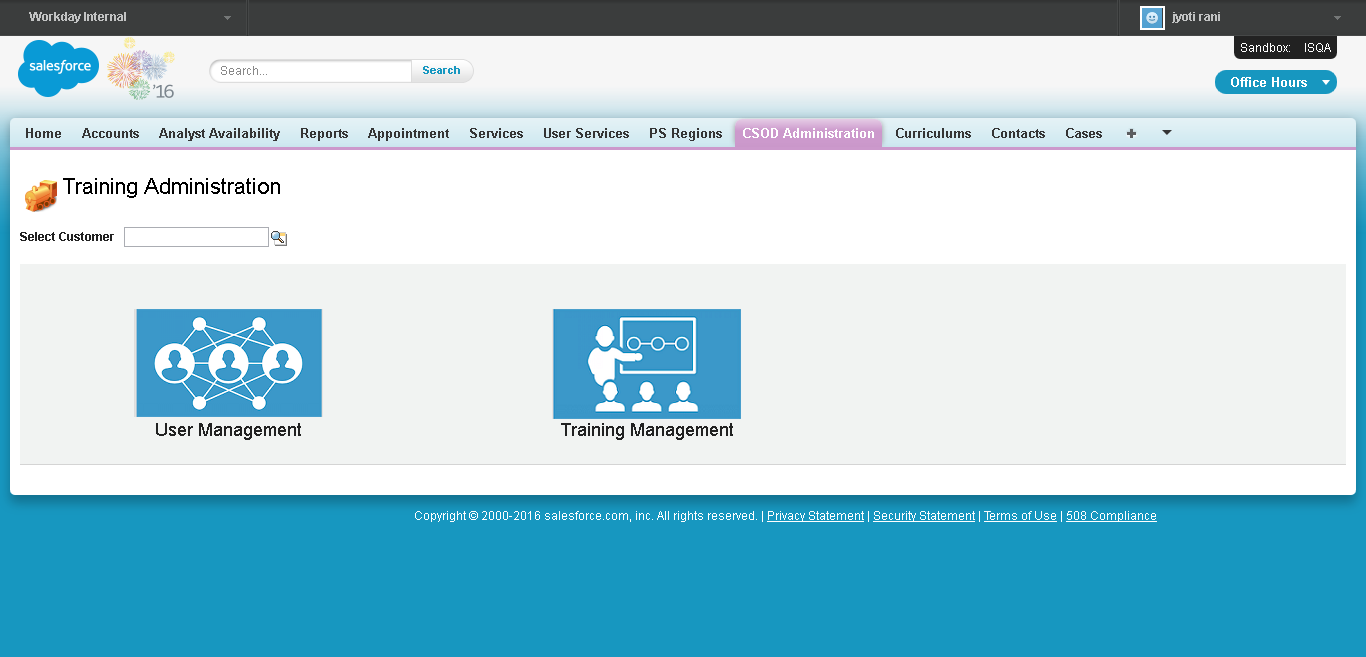 Workday Internal
jyoti rani
Sandbox: ISQA
salesforce
'16
Search...
Search
Office Hours
Home Accounts Analyst Availability Reports Appointment Services User Services PS Regions CSOD Administration Curriculums Contacts Cases +
Training Administration
Select Customer
User Management
Training Management
Copyright © 2000-2016 salesforce.com, inc. All rights reserved. | Privacy Statement | Security Statement | Terms of Use | 508 Compliance